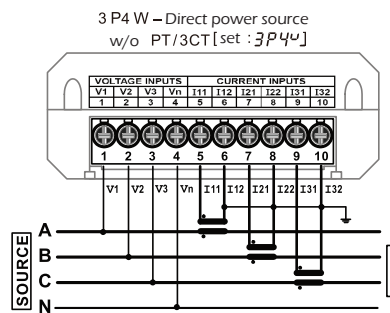 3 P4 W – Direct power source
w/o PT/3CT [set : 3P4W]
VOLTAGE INPUTS CURRENT INPUTS
V1 V2 V3 Vn I11 I12 I21 I22 I31 I32
1 2 3 4 5 6 7 8 9 10
1 2 3 4 5 6 7 8 9 10
V1 V2 V3 Vn I11 I12 I21 I22 I31 I32
SOURCE
A
B
C
N